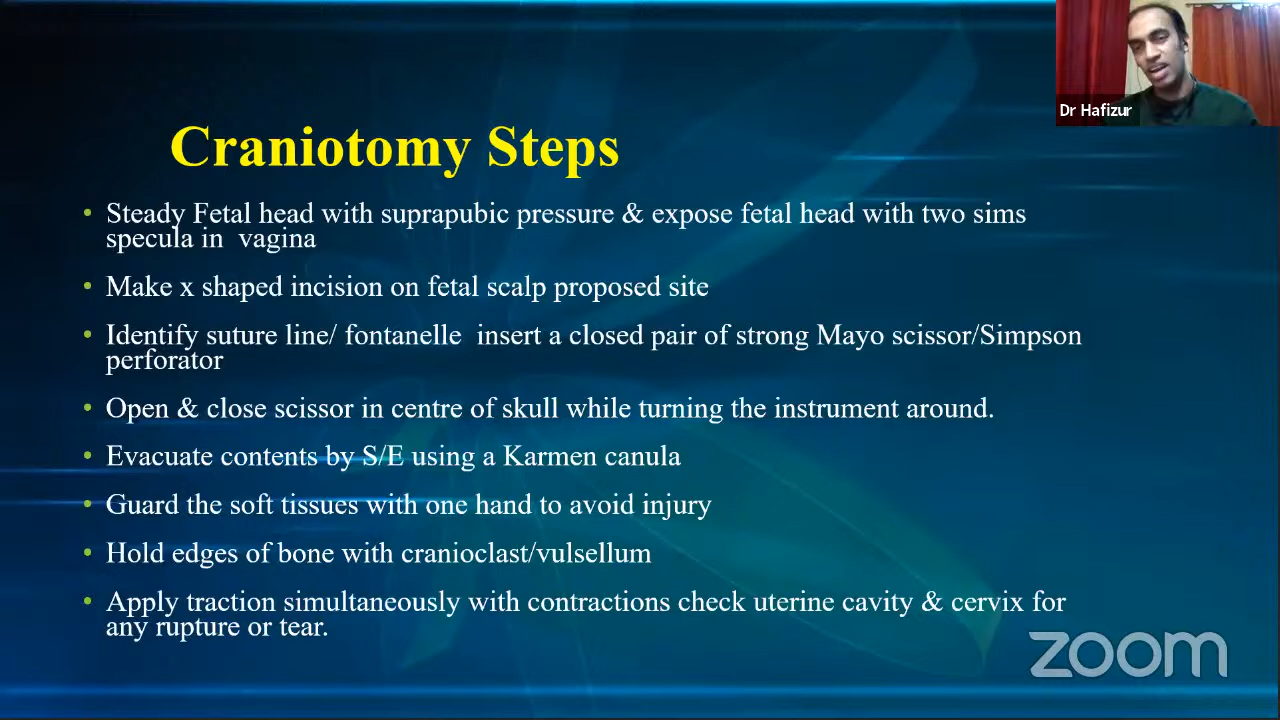 Dr Hafizur
Craniotomy Steps
• Steady Fetal head with suprapubic pressure & expose fetal head with two sims
specula in vagina
• Make x shaped incision on fetal scalp proposed site
• Identify suture line/ fontanelle insert a closed pair of strong Mayo scissor/Simpson
perforator
• Open & close scissor in centre of skull while turning the instrument around.
• Evacuate contents by S/E using a Karmen canula
• Guard the soft tissues with one hand to avoid injury
• Hold edges of bone with cranioclast/vulsellum
• Apply traction simultaneously with contractions check uterine cavity & cervix for
any rupture or tear.
zoom